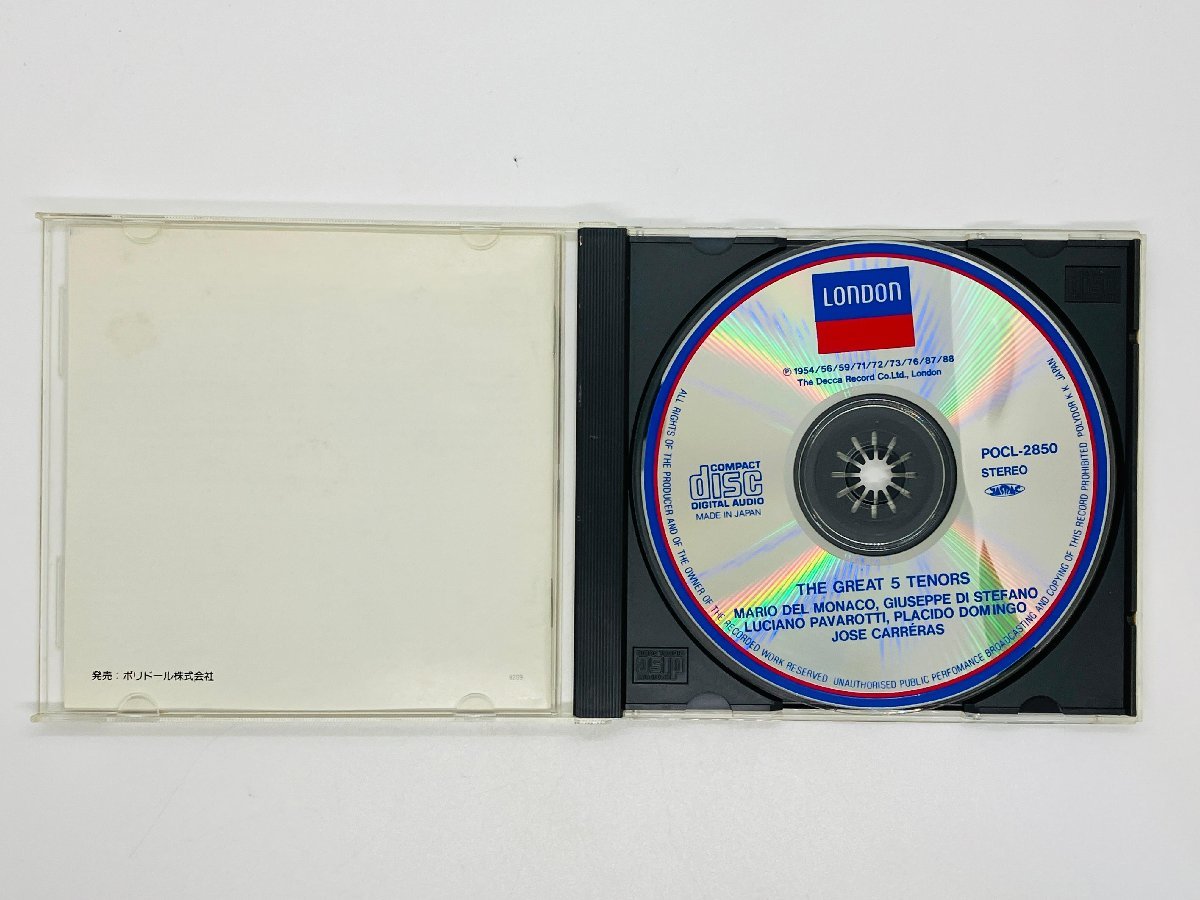 発売：ポリドール株式会社
9209
LONDON
Ⓟ 1954/56/59/71/72/73/76/87/88
The Decca Record Co.Ltd., London
COMPACT
disc
DIGITAL AUDIO
MADE IN JAPAN
POCL-2850
STEREO
JASRAC
THE GREAT 5 TENORS
MARIO DEL MONACO, GIUSEPPE DI STEFANO
LUCIANO PAVAROTTI, PLACIDO DOMINGO
JOSE CARRÉRAS
ALL RIGHTS OF THE PRODUCER AND OF THE OWNER OF THE RECORDED WORK RESERVED. UNAUTHORISED PUBLIC PERFOMANCE BROADCASTING AND COPYING OF THIS RECORD PROHIBITED POLYDOR K.K. JAPAN
disc